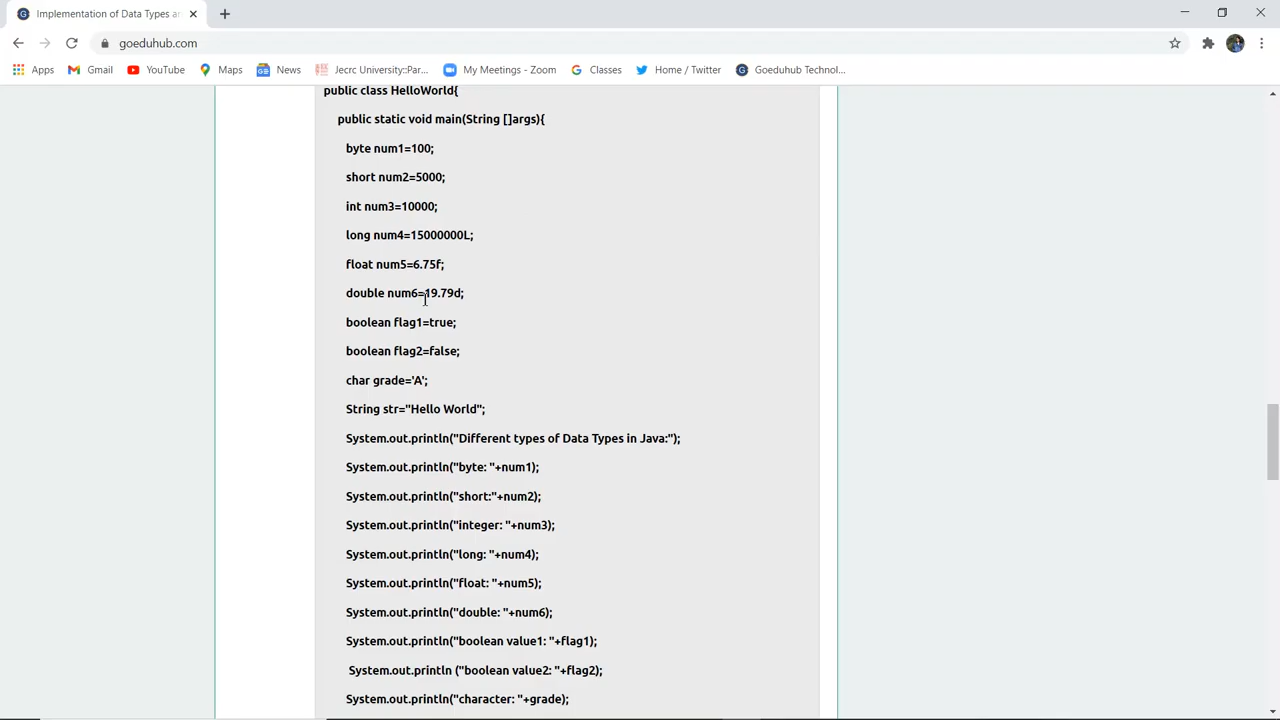 Implementation of Data Types a
goeduhub.com
Apps Gmail YouTube Maps News Jecrc University::Par... My Meetings - Zoom Classes Home / Twitter Goeduhub Technol...
public class HelloWorld{
public static void main(String []args){
byte num1=100;
short num2=5000;
int num3=10000;
long num4=15000000L;
float num5=6.75f;
double num6=19.79d;
boolean flag1=true;
boolean flag2=false;
char grade='A';
String str="Hello World";
System.out.println("Different types of Data Types in Java:");
System.out.println("byte: "+num1);
System.out.println("short:"+num2);
System.out.println("integer: "+num3);
System.out.println("long: "+num4);
System.out.println("float: "+num5);
System.out.println("double: "+num6);
System.out.println("boolean value1: "+flag1);
System.out.println ("boolean value2: "+flag2);
System.out.println("character: "+grade);